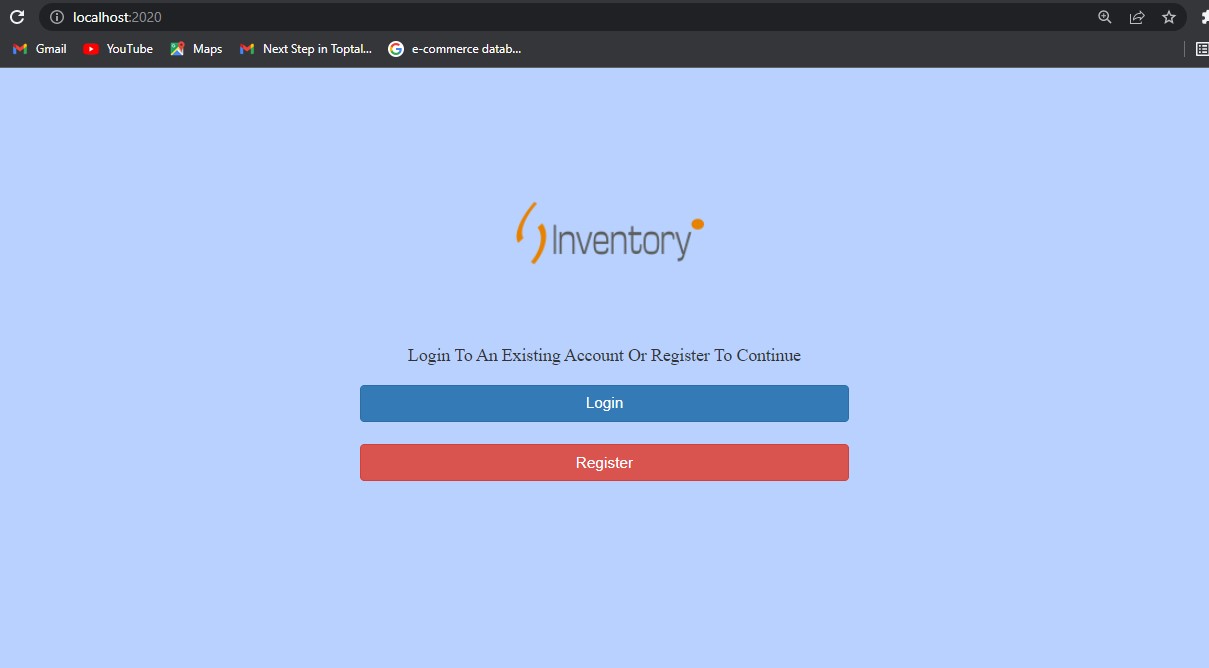 localhost:2020
Gmail YouTube Maps Next Step in Toptal... e-commerce datab...
Inventory
Login To An Existing Account Or Register To Continue
Login
Register